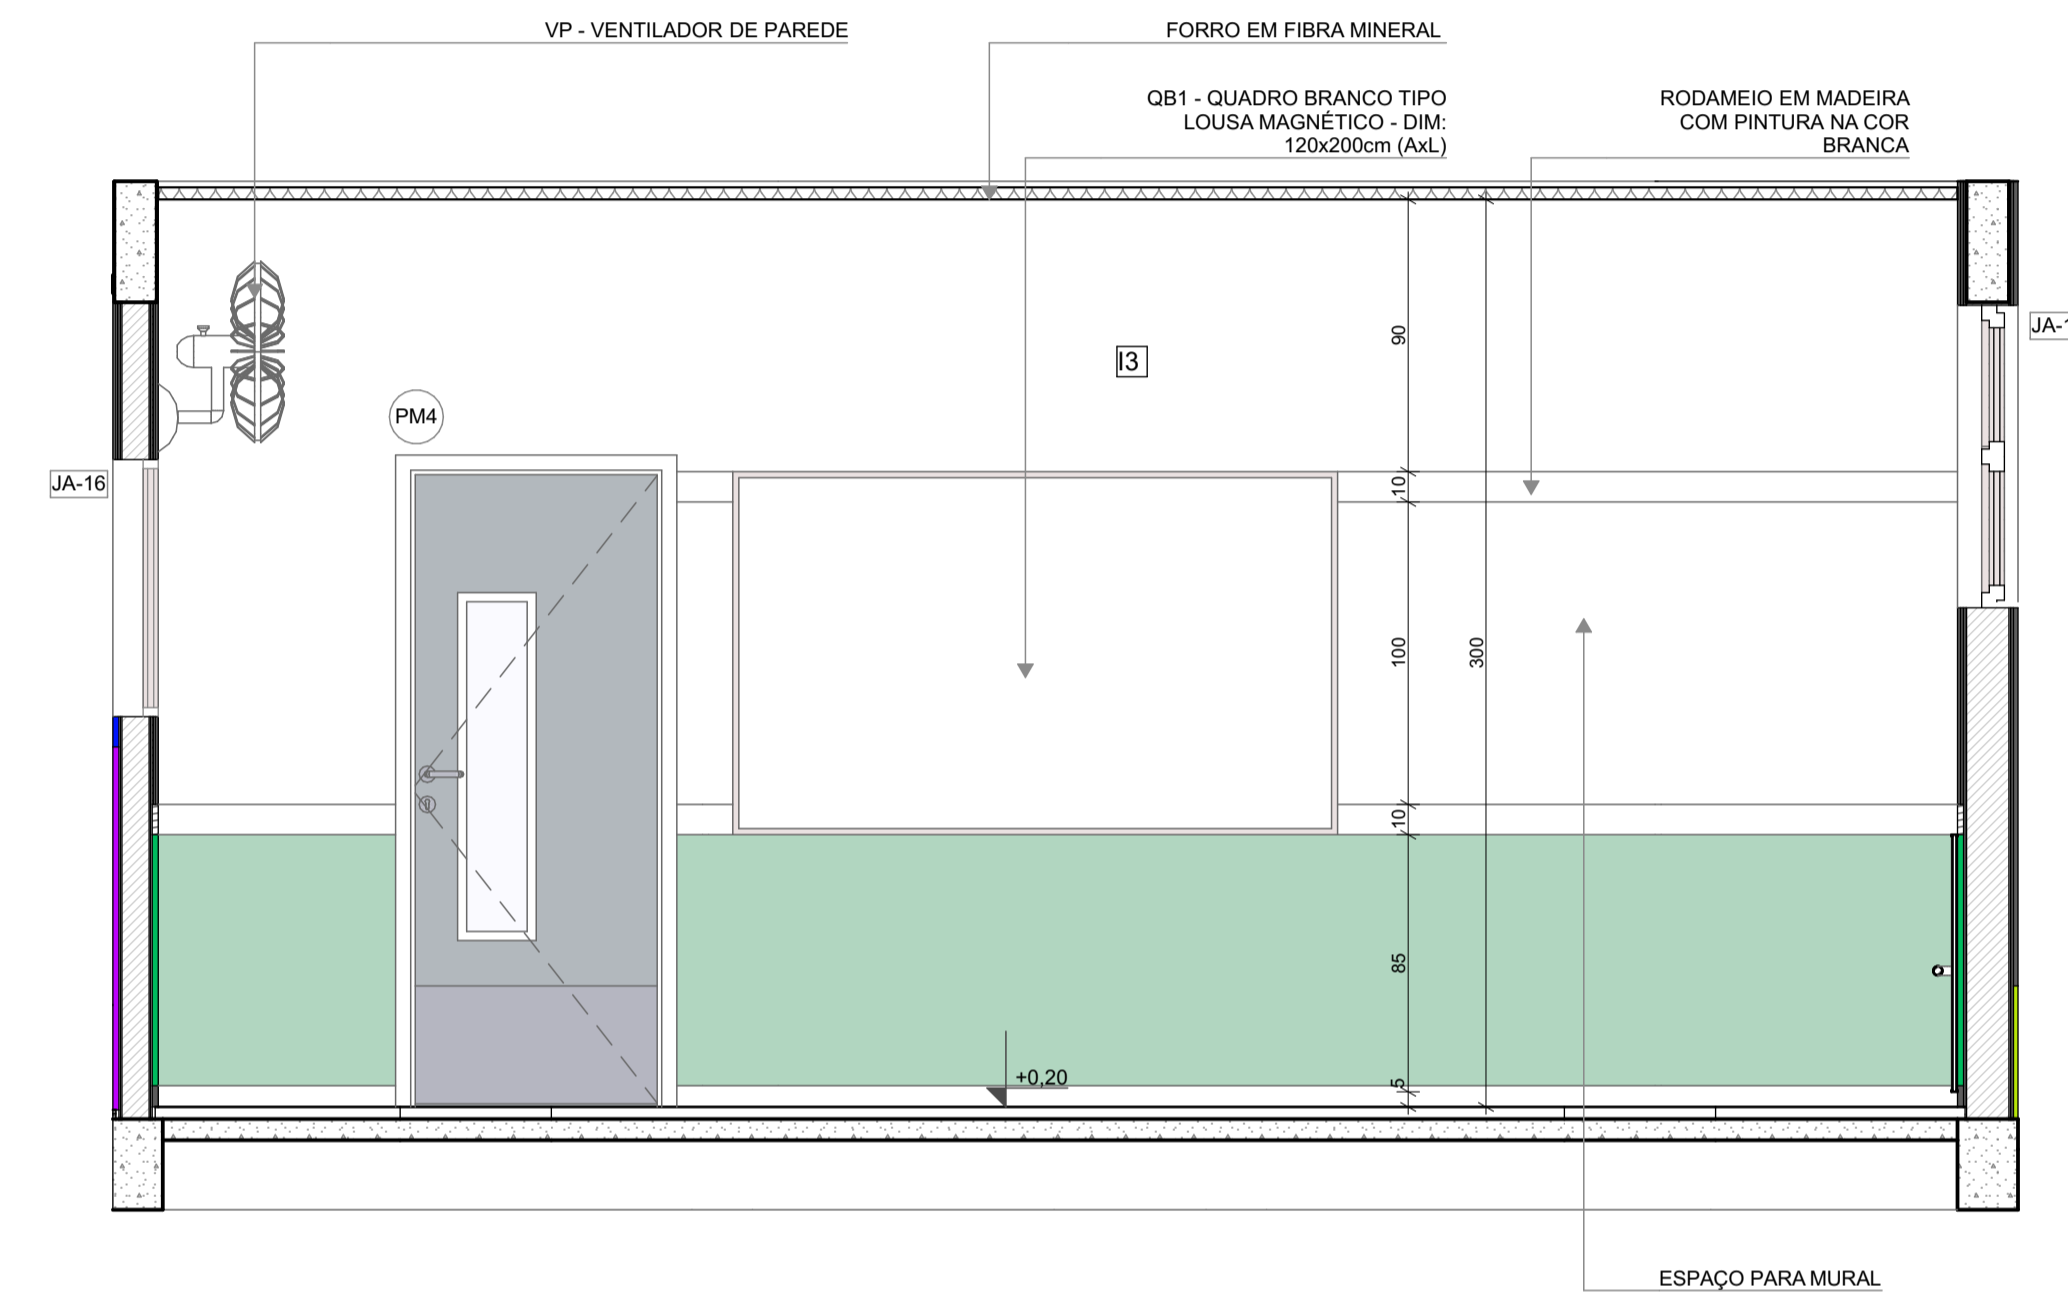 VP - VENTILADOR DE PAREDE
FORRO EM FIBRA MINERAL
QB1 - QUADRO BRANCO TIPO
LOUSA MAGNÉTICO - DIM:
120x200cm (AxL)
RODAMEIO EM MADEIRA
COM PINTURA NA COR
BRANCA
JA-1
90
I3
PM4
JA-16
10
100
300
10
85
+0,20
5
ESPAÇO PARA MURAL